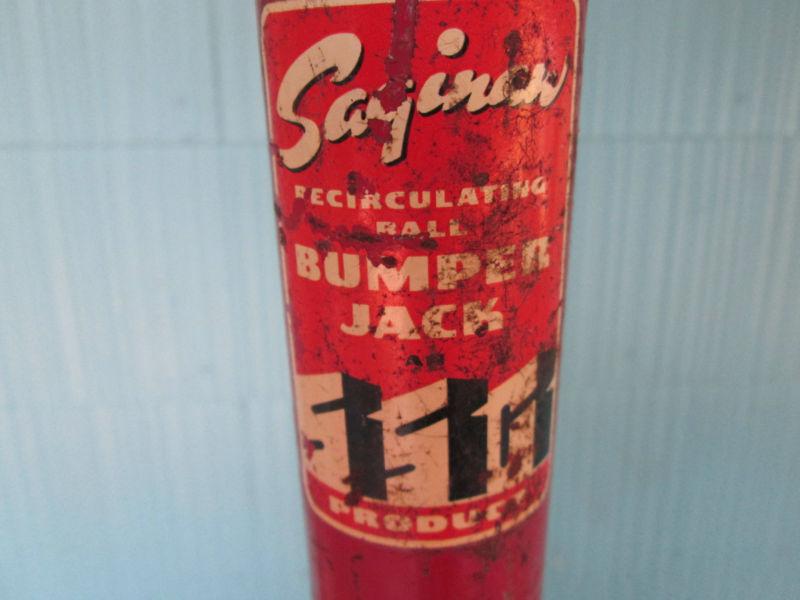 Saginaw
RECIRCULATING
BALL
BUMPER
JACK
PRODUCT